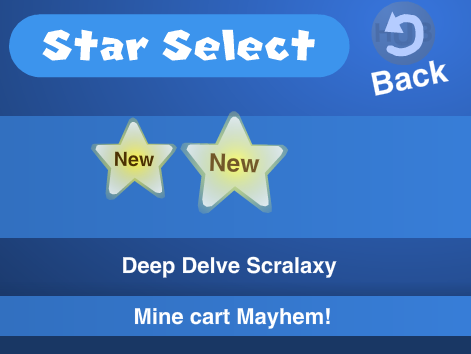 Star Select
Back
New
New
Deep Delve Scralaxy
Mine cart Mayhem!